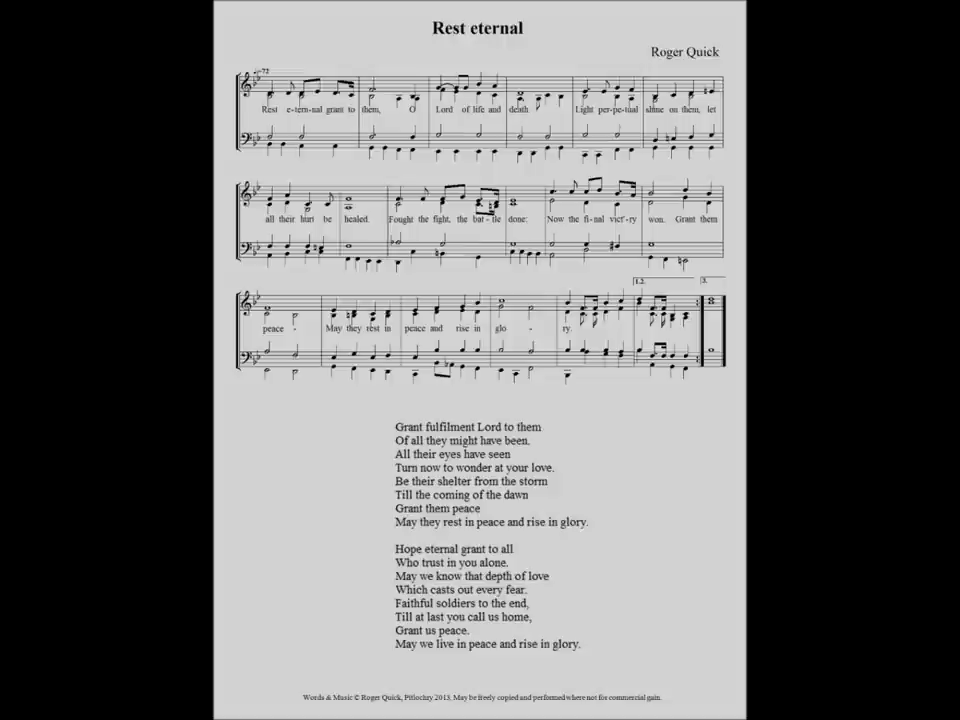 Rest eternal
Roger Quick
=72
Rest e-tern-nal grant to them, O Lord of life and death Light per-pe-tual shine on them, let
all their hurt be healed. Fought the fight, the bat-tle done: Now the fi-nal vict'ry won. Grant them
1.2. 3.
peace - May they rest in peace and rise in glo - ry.
Grant fulfilment Lord to them
Of all they might have been.
All their eyes have seen
Turn now to wonder at your love.
Be their shelter from the storm
Till the coming of the dawn
Grant them peace
May they rest in peace and rise in glory.
Hope eternal grant to all
Who trust in you alone.
May we know that depth of love
Which casts out every fear.
Faithful soldiers to the end,
Till at last you call us home,
Grant us peace.
May we live in peace and rise in glory.
Words & Music © Roger Quick, Pitlochry 2013. May be freely copied and performed where not for commercial gain.